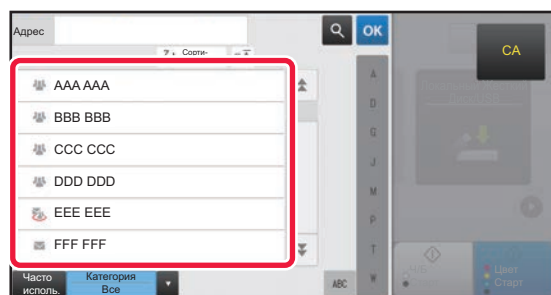 Адрес
OK
CA
Сорти-
AAA AAA
BBB BBB
CCC CCC
DDD DDD
EEE EEE
FFF FFF
A
D
G
J
M
P
T
W
Часто
исполь.
Категория
Все
ABC
Цвет
Старт